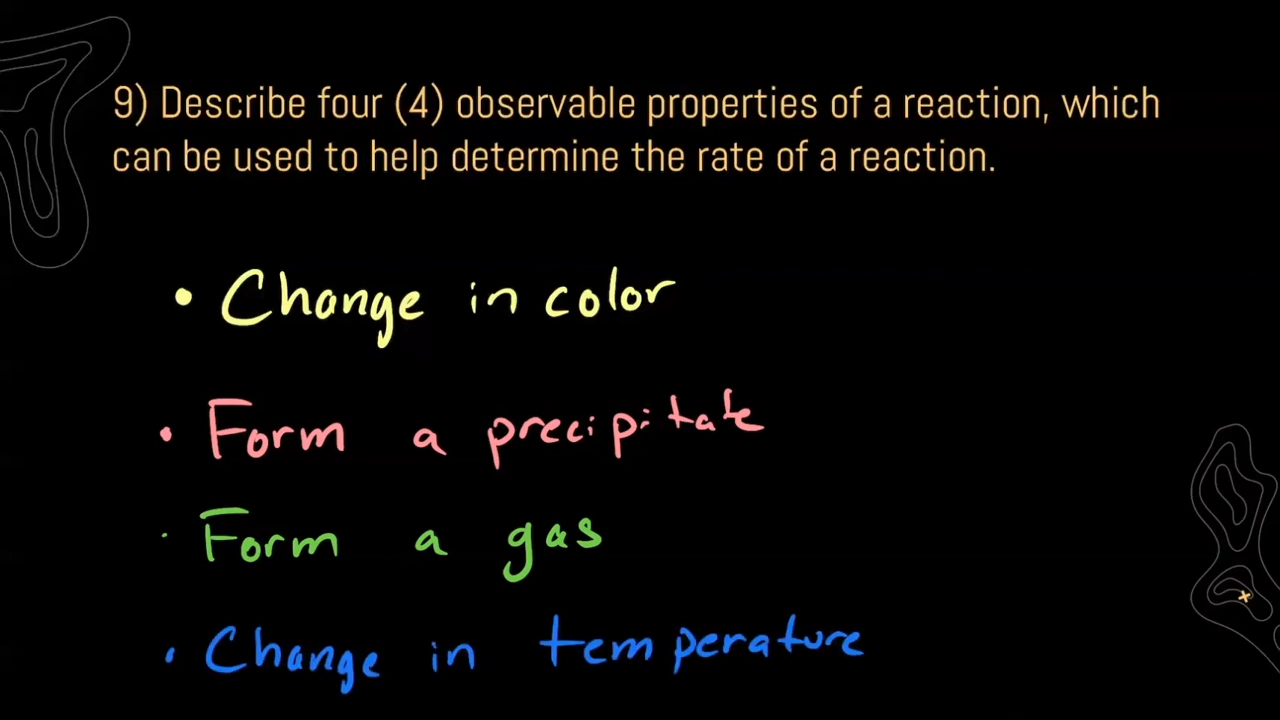 9) Describe four (4) observable properties of a reaction, which
can be used to help determine the rate of a reaction.
• Change in color
• Form a precipitate
• Form a gas
• Change in temperature